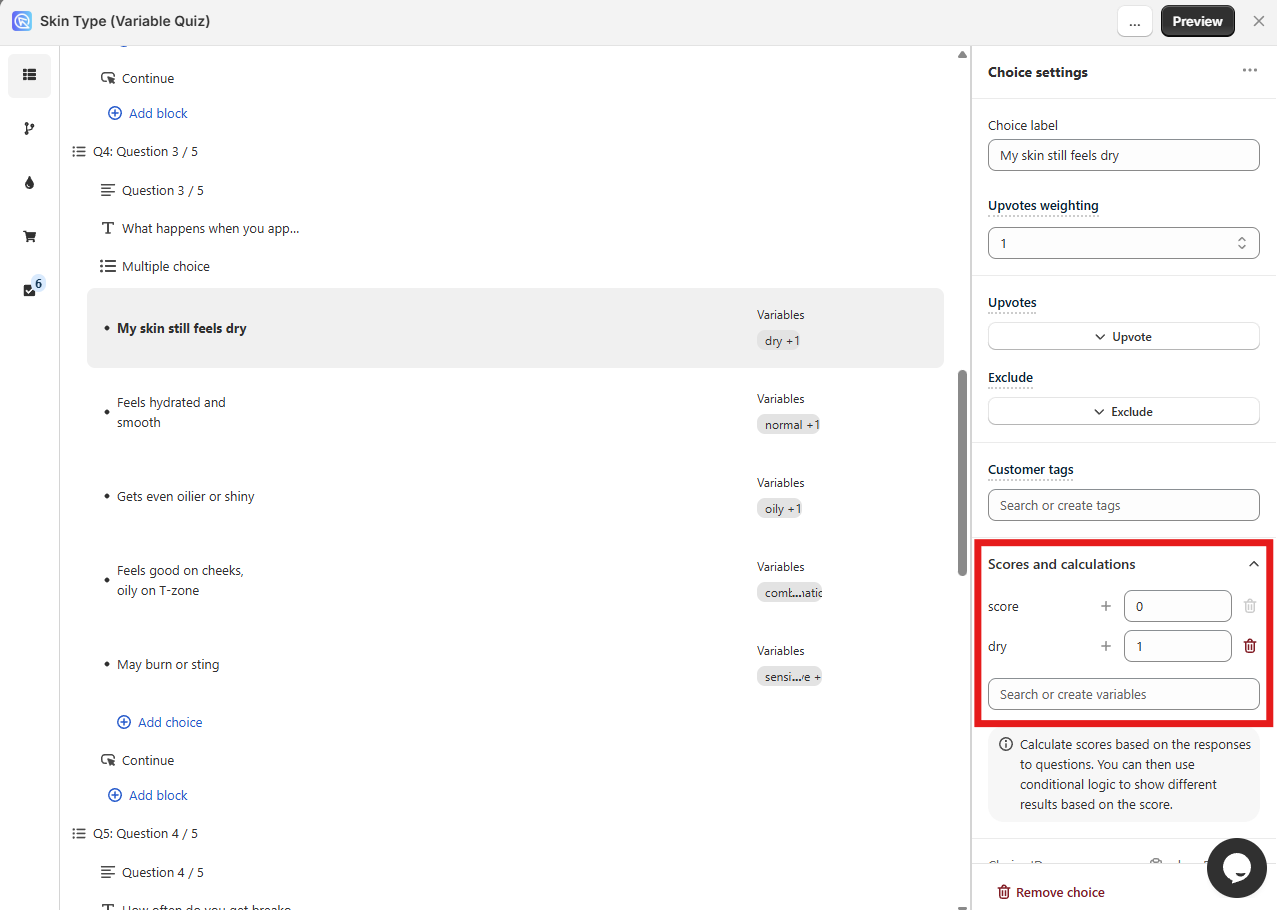 Skin Type (Variable Quiz)
...
Preview
Continue
Add block
Q4: Question 3 / 5
Question 3 / 5
What happens when you app...
Multiple choice
My skin still feels dry
Variables
dry +1
Feels hydrated and
smooth
Variables
normal +1
Gets even oilier or shiny
Variables
oily +1
Feels good on cheeks,
oily on T-zone
Variables
Variables
May burn or sting
Add choice
Continue
Add block
Q5: Question 4 / 5
Question 4 / 5
How often do you get breako
6
Choice settings
Choice label
My skin still feels dry
Upvotes weighting
1
Upvotes
Upvote
Exclude
Exclude
Customer tags
Search or create tags
Scores and calculations
score
+
0
dry
+
1
Search or create variables
Calculate scores based on the responses
to questions. You can then use
conditional logic to show different
results based on the score.
Remove choice